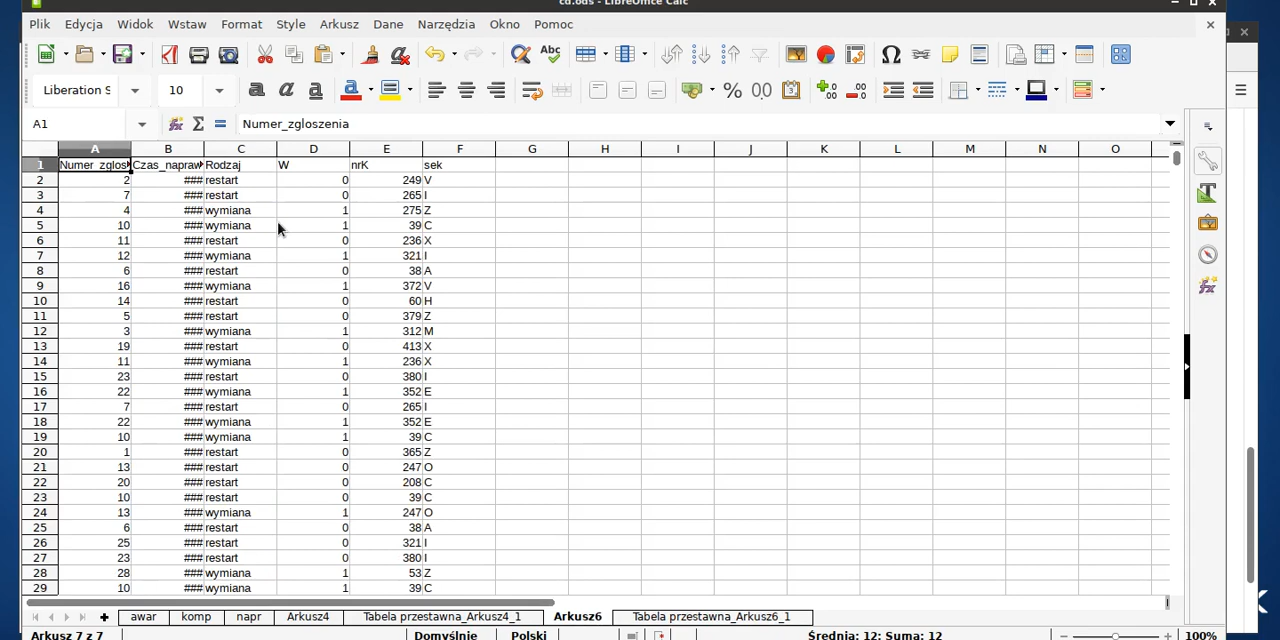 cd.ods - LibreOffice Calc
Plik Edycja Widok Wstaw Format Style Arkusz Dane Narzędzia Okno Pomoc
Liberation S 10
A1 Numer_zgloszenia
A B C D E F G H I J K L M N O
1 Numer_zglos Czas_napraw Rodzaj W nrK sek
2 2 ### restart 0 249 V
3 7 ### restart 0 265 I
4 4 ### wymiana 1 275 Z
5 10 ### wymiana 1 39 C
6 11 ### restart 0 236 X
7 12 ### wymiana 1 321 I
8 6 ### restart 0 38 A
9 16 ### wymiana 1 372 V
10 14 ### restart 0 60 H
11 5 ### restart 0 379 Z
12 3 ### wymiana 1 312 M
13 19 ### restart 0 413 X
14 11 ### wymiana 1 236 X
15 23 ### restart 0 380 I
16 22 ### wymiana 1 352 E
17 7 ### restart 0 265 I
18 22 ### wymiana 1 352 E
19 10 ### wymiana 1 39 C
20 1 ### restart 0 365 Z
21 13 ### restart 0 247 O
22 20 ### restart 0 208 C
23 10 ### restart 0 39 C
24 13 ### wymiana 1 247 O
25 6 ### restart 0 38 A
26 25 ### restart 0 321 I
27 23 ### restart 0 380 I
28 28 ### wymiana 1 53 Z
29 10 ### wymiana 1 39 C
awar komp napr Arkusz4 Tabela przestawna_Arkusz4_1 Arkusz6 Tabela przestawna_Arkusz6_1
Arkusz 7 z 7 Domyślnie Polski Średnia: 12; Suma: 12 100%